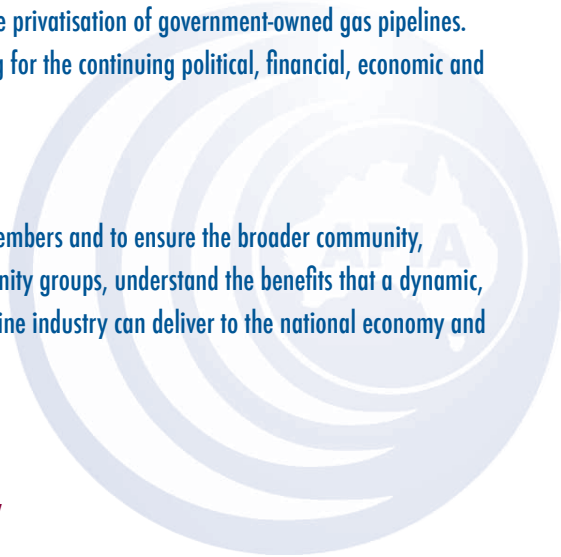 e privatisation of government-owned gas pipelines.
g for the continuing political, financial, economic and
embers and to ensure the broader community,
nity groups, understand the benefits that a dynamic,
ine industry can deliver to the national economy and
APIA